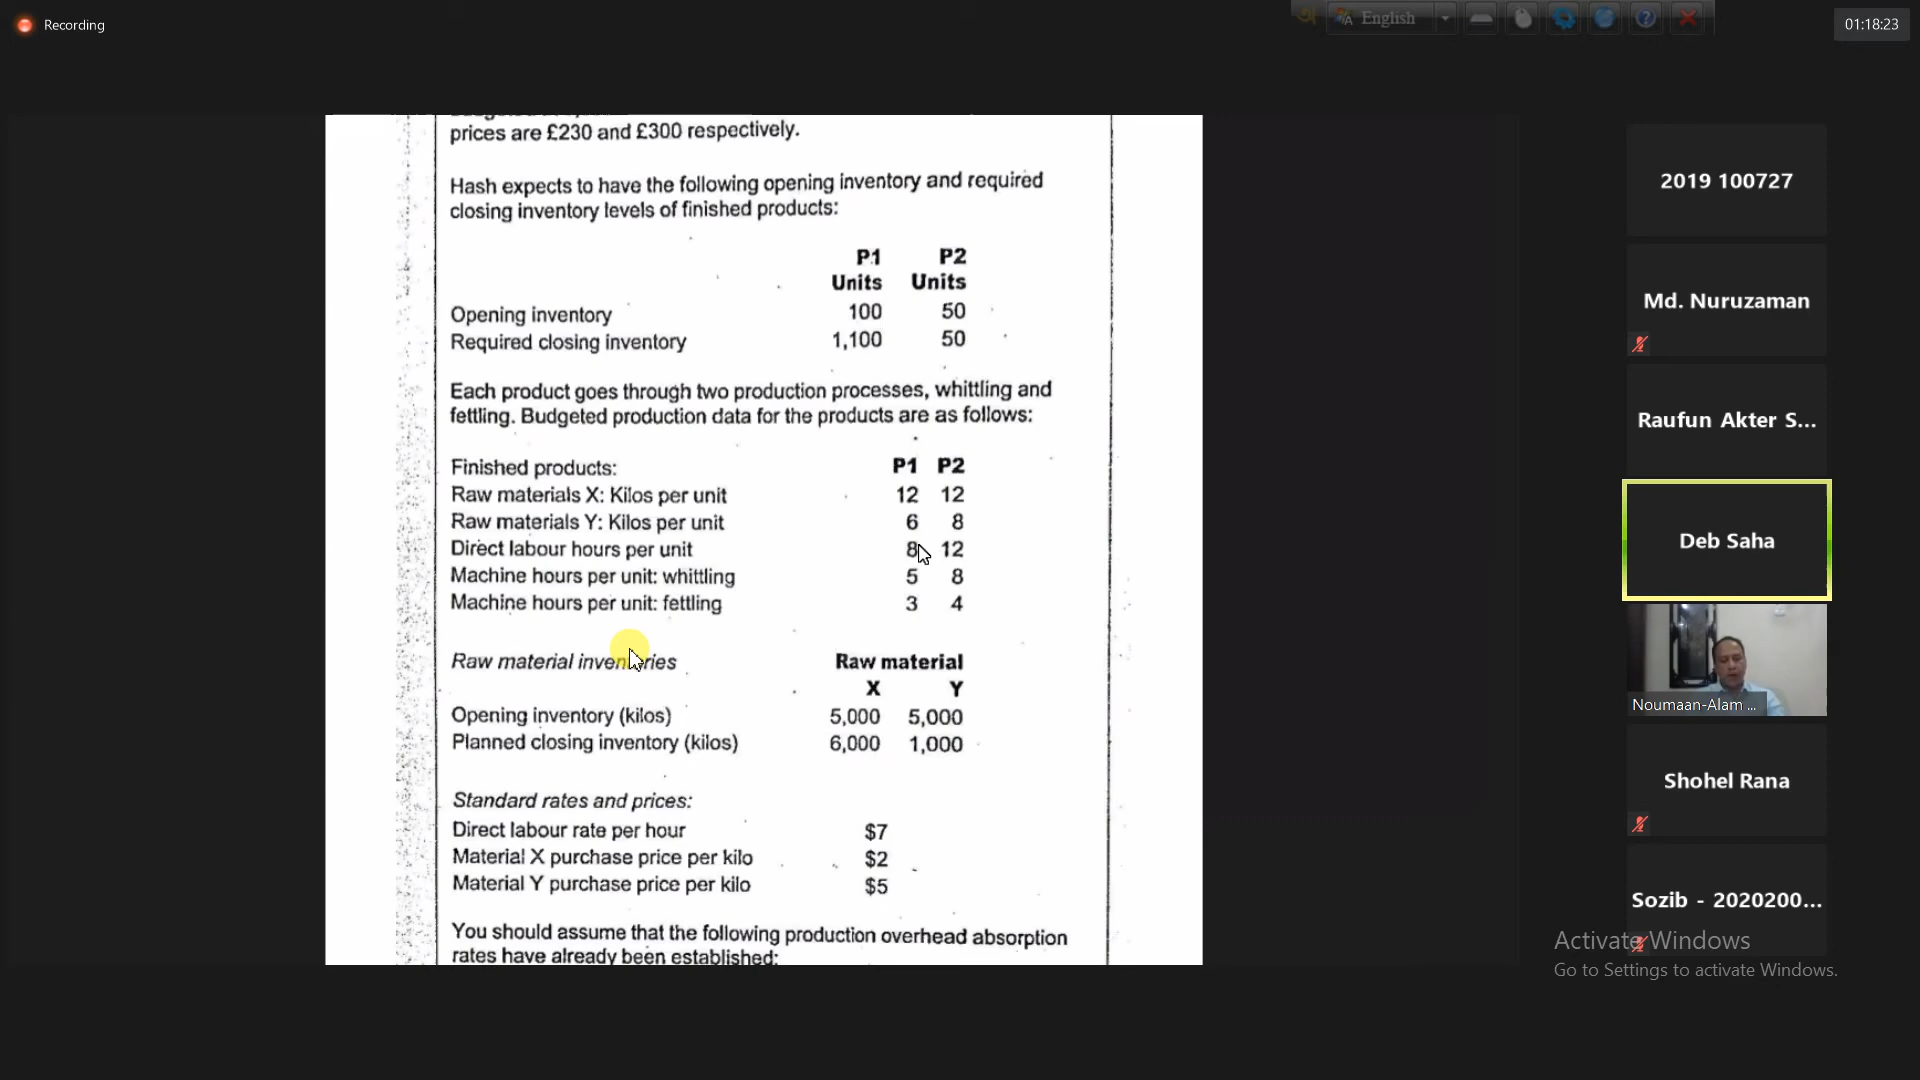 Recording
English
01:18:23
prices are £230 and £300 respectively.
Hash expects to have the following opening inventory and required
closing inventory levels of finished products:
P1 P2
Units Units
Opening inventory 100 50
Required closing inventory 1,100 50
Each product goes through two production processes, whittling and
fettling. Budgeted production data for the products are as follows:
Finished products: P1 P2
Raw materials X: Kilos per unit 12 12
Raw materials Y: Kilos per unit 6 8
Direct labour hours per unit 8 12
Machine hours per unit: whittling 5 8
Machine hours per unit: fettling 3 4
Raw material inventories Raw material
X Y
Opening inventory (kilos) 5,000 5,000
Planned closing inventory (kilos) 6,000 1,000
Standard rates and prices:
Direct labour rate per hour $7
Material X purchase price per kilo $2
Material Y purchase price per kilo $5
You should assume that the following production overhead absorption
rates have already been established:
2019 100727
Md. Nuruzaman
Raufun Akter S...
Deb Saha
Noumaan-Alam ...
Shohel Rana
Sozib - 2020200...
Activate Windows
Go to Settings to activate Windows.